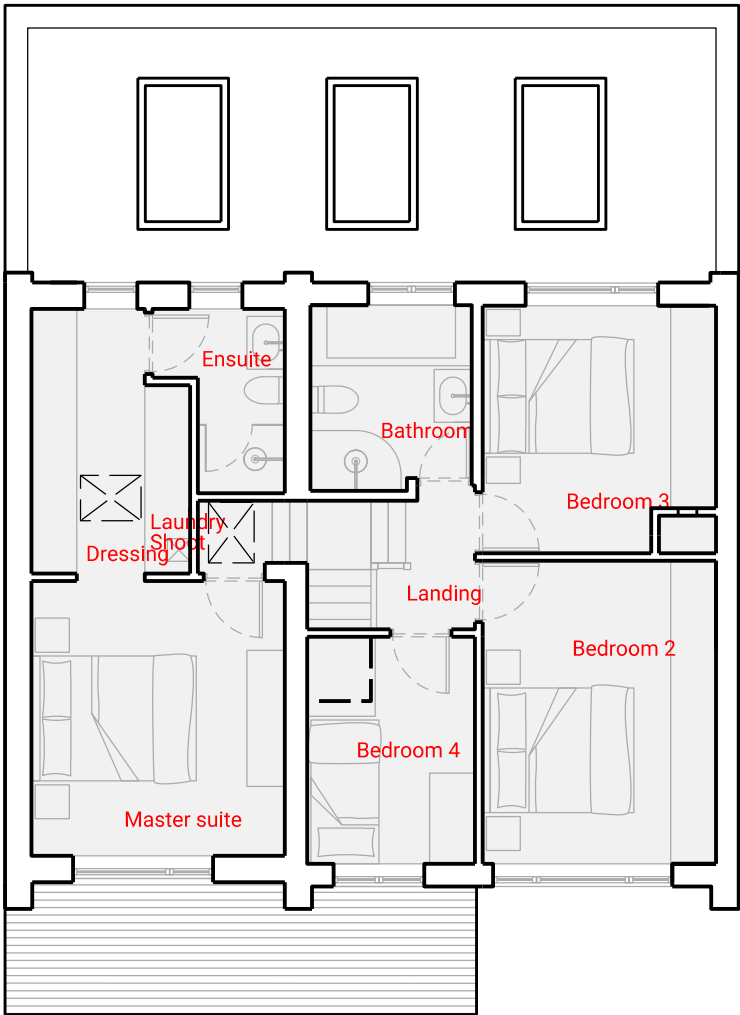 Ensuite
Bathroom
Bedroom 3
Laundry
Shoot
Dressing
Landing
Bedroom 2
Bedroom 4
Master suite